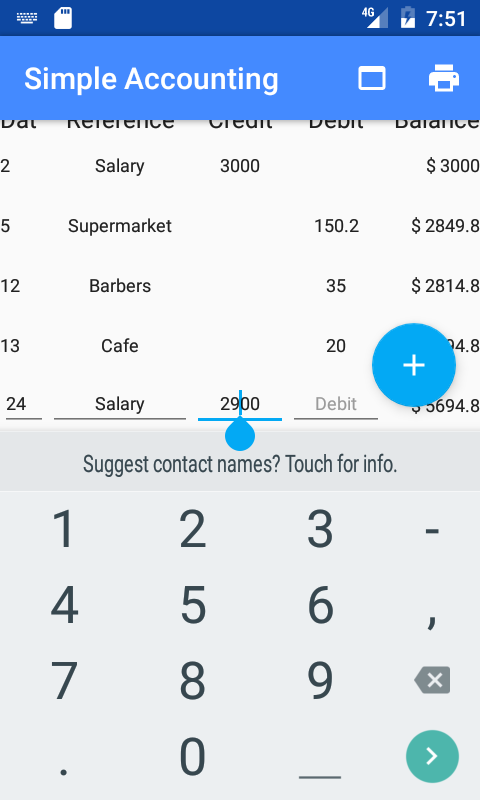 4G 7:51
Simple Accounting
Dat Reference Credit Debit Balance
2 Salary 3000 $ 3000
5 Supermarket 150.2 $ 2849.8
12 Barbers 35 $ 2814.8
13 Cafe 20 94.8
24 Salary 2900 Debit $ 5694.8
Suggest contact names? Touch for info.
1 2 3 -
4 5 6 ,
7 8 9
. 0 _